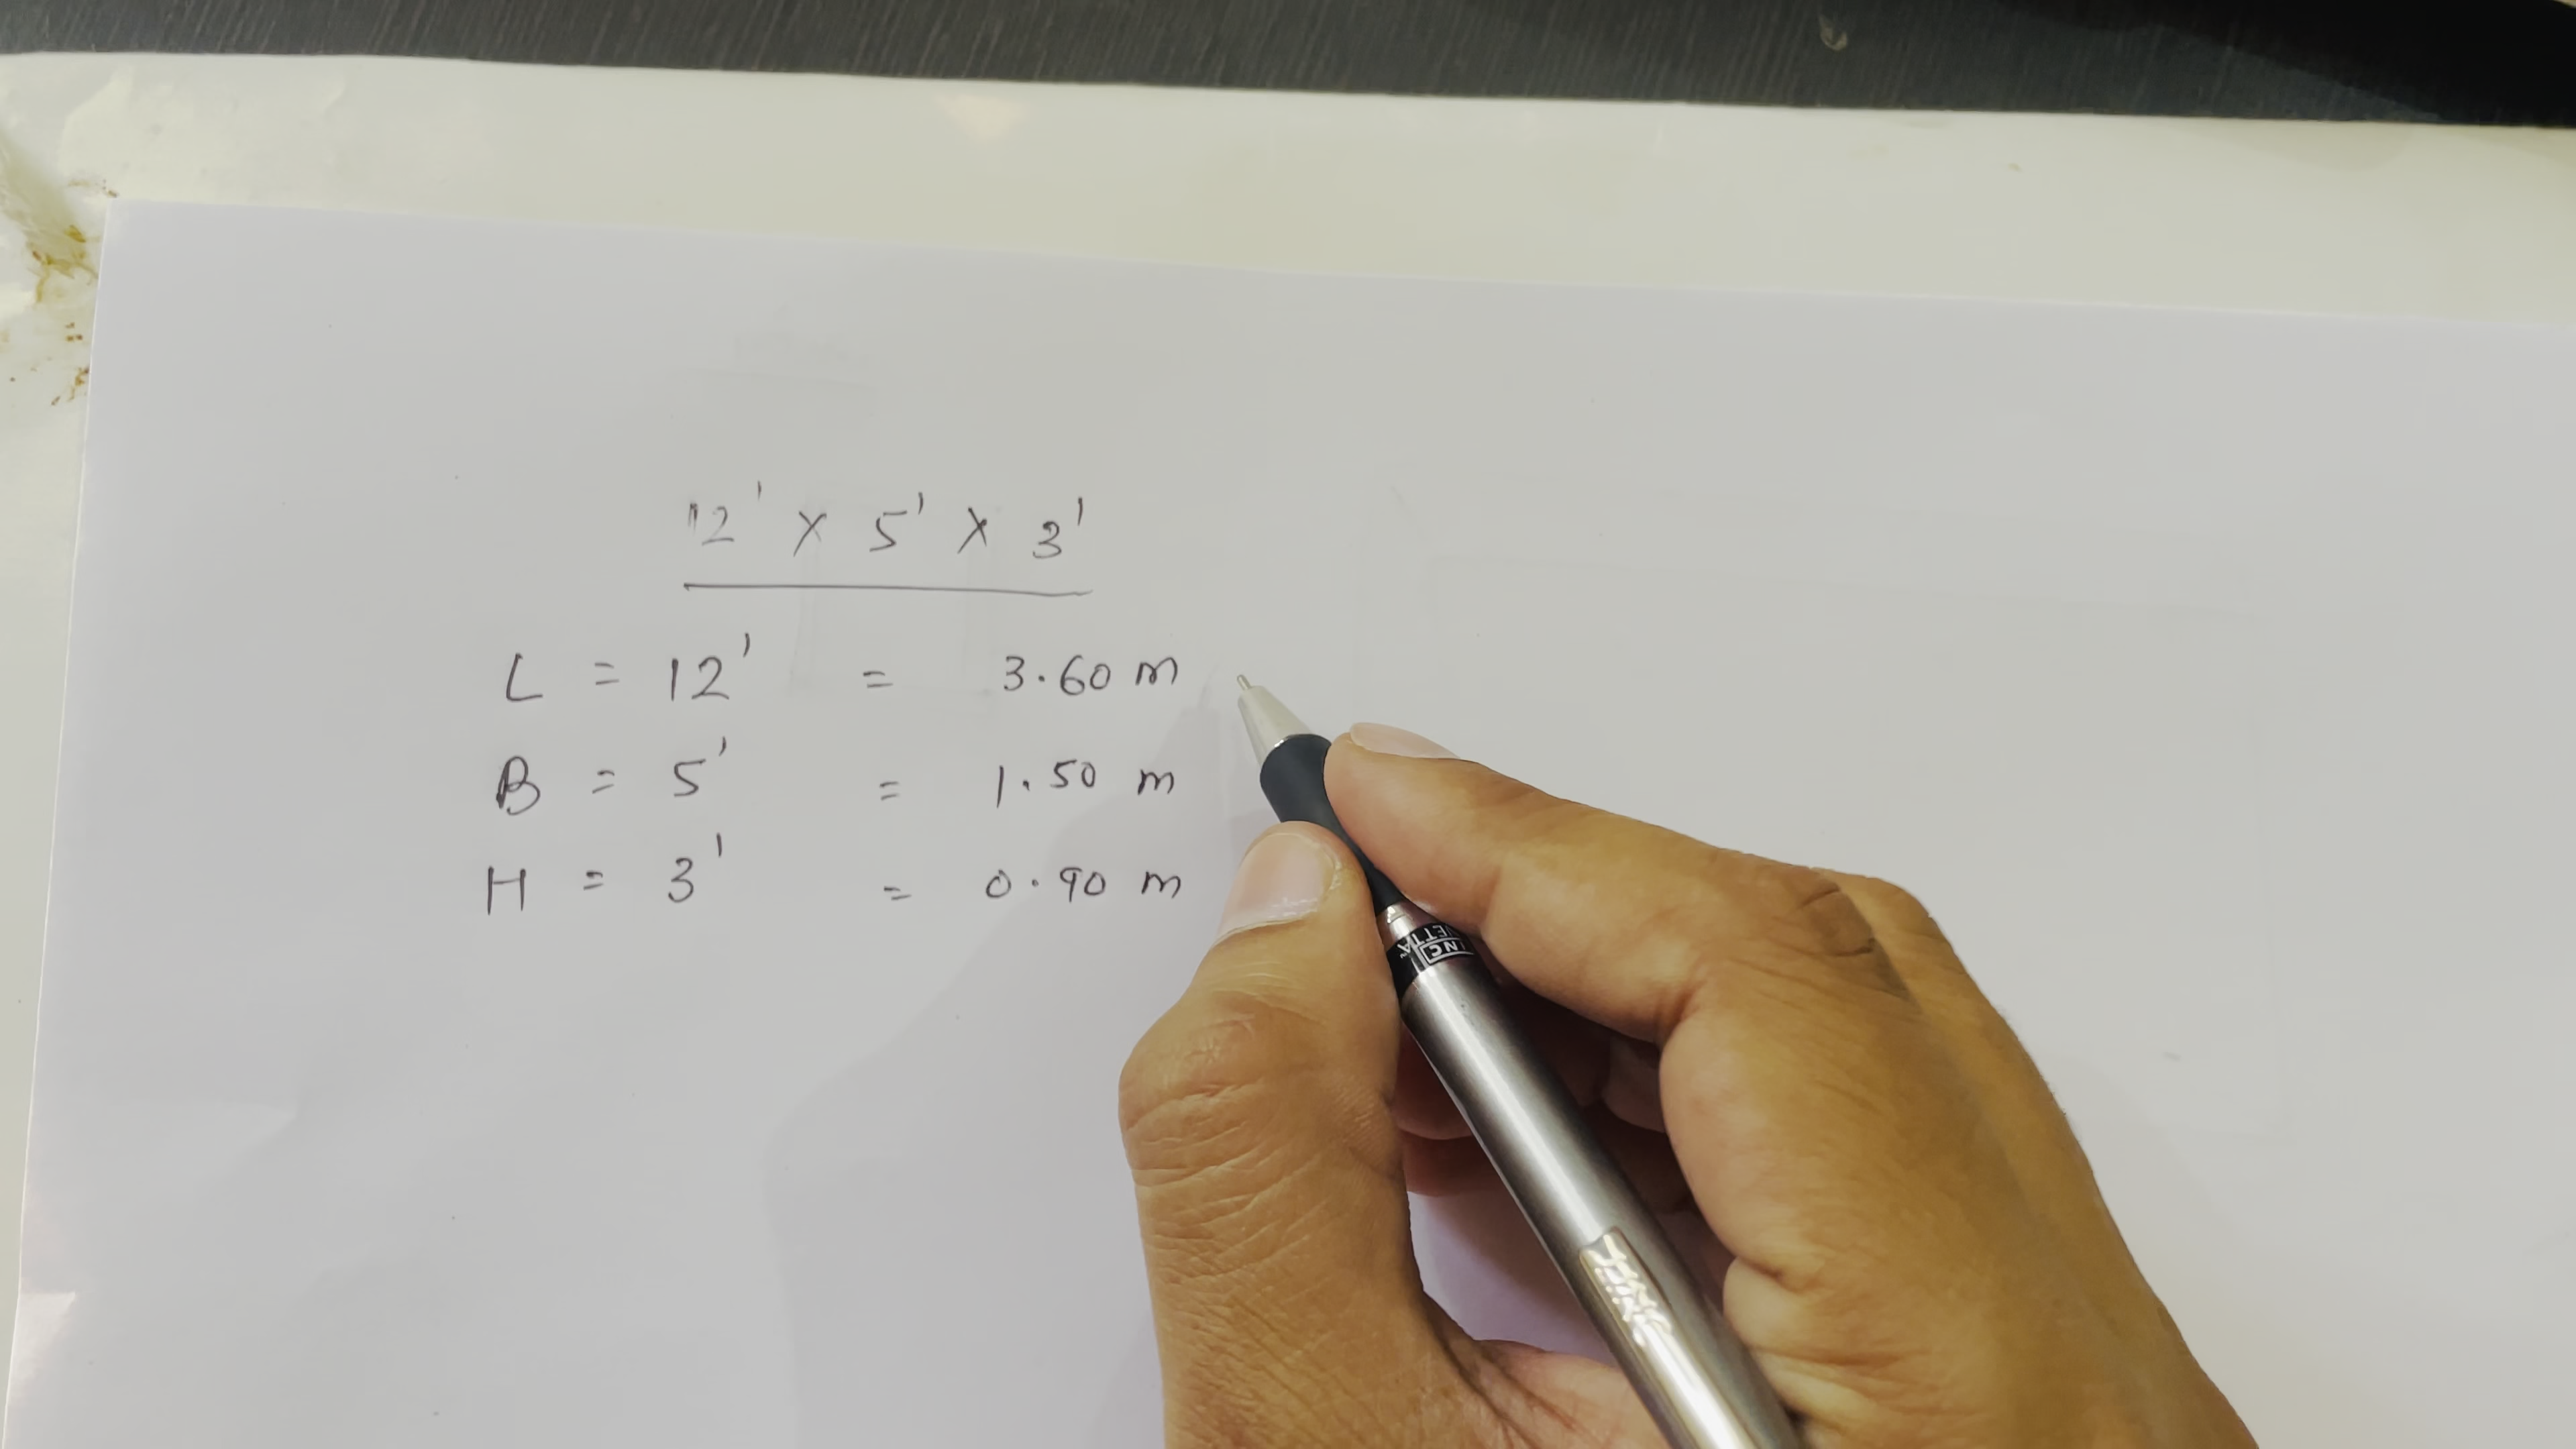 12' X 5' X 3'
L = 12' = 3.60 m
B = 5' = 1.50 m
H = 3' = 0.90 m